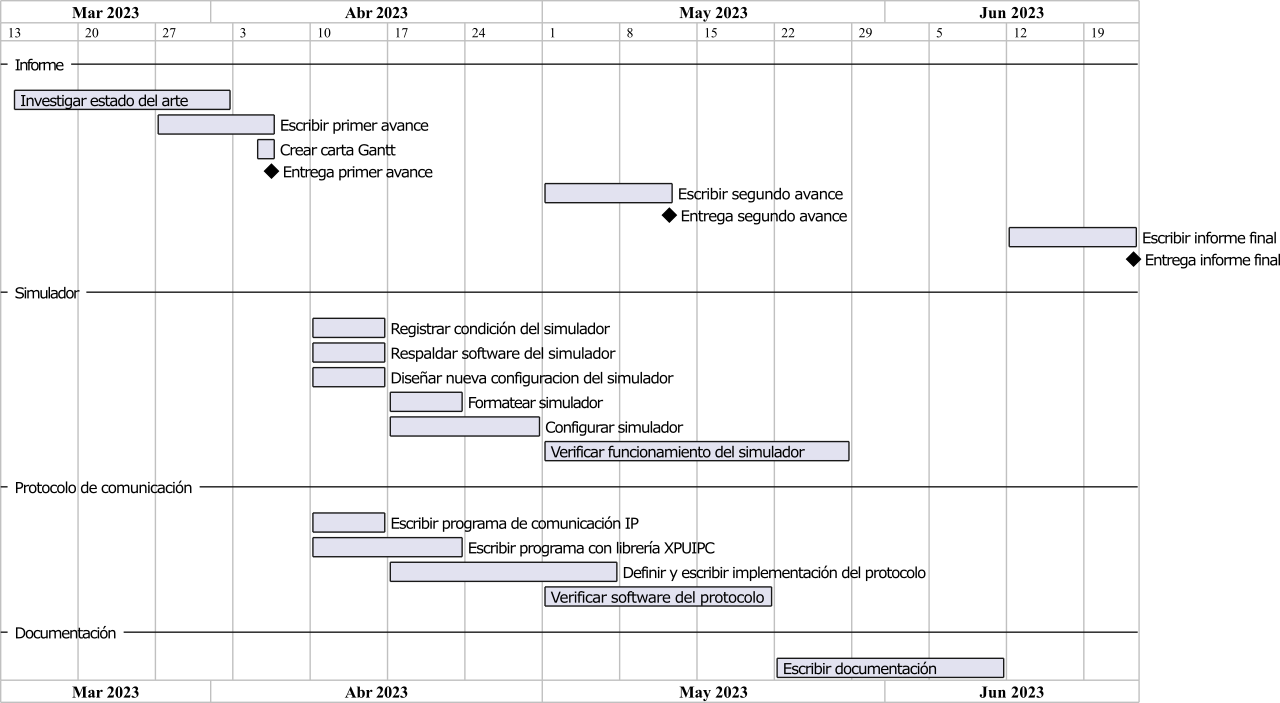 Mar 2023 Abr 2023 May 2023 Jun 2023
13 20 27 3 10 17 24 1 8 15 22 29 5 12 19
Informe
Investigar estado del arte
Escribir primer avance
Crear carta Gantt
Entrega primer avance
Escribir segundo avance
Entrega segundo avance
Escribir informe final
Entrega informe final
Simulador
Registrar condición del simulador
Respaldar software del simulador
Diseñar nueva configuracion del simulador
Formatear simulador
Configurar simulador
Verificar funcionamiento del simulador
Protocolo de comunicación
Escribir programa de comunicación IP
Escribir programa con librería XPUIPC
Definir y escribir implementación del protocolo
Verificar software del protocolo
Documentación
Escribir documentación
Mar 2023 Abr 2023 May 2023 Jun 2023